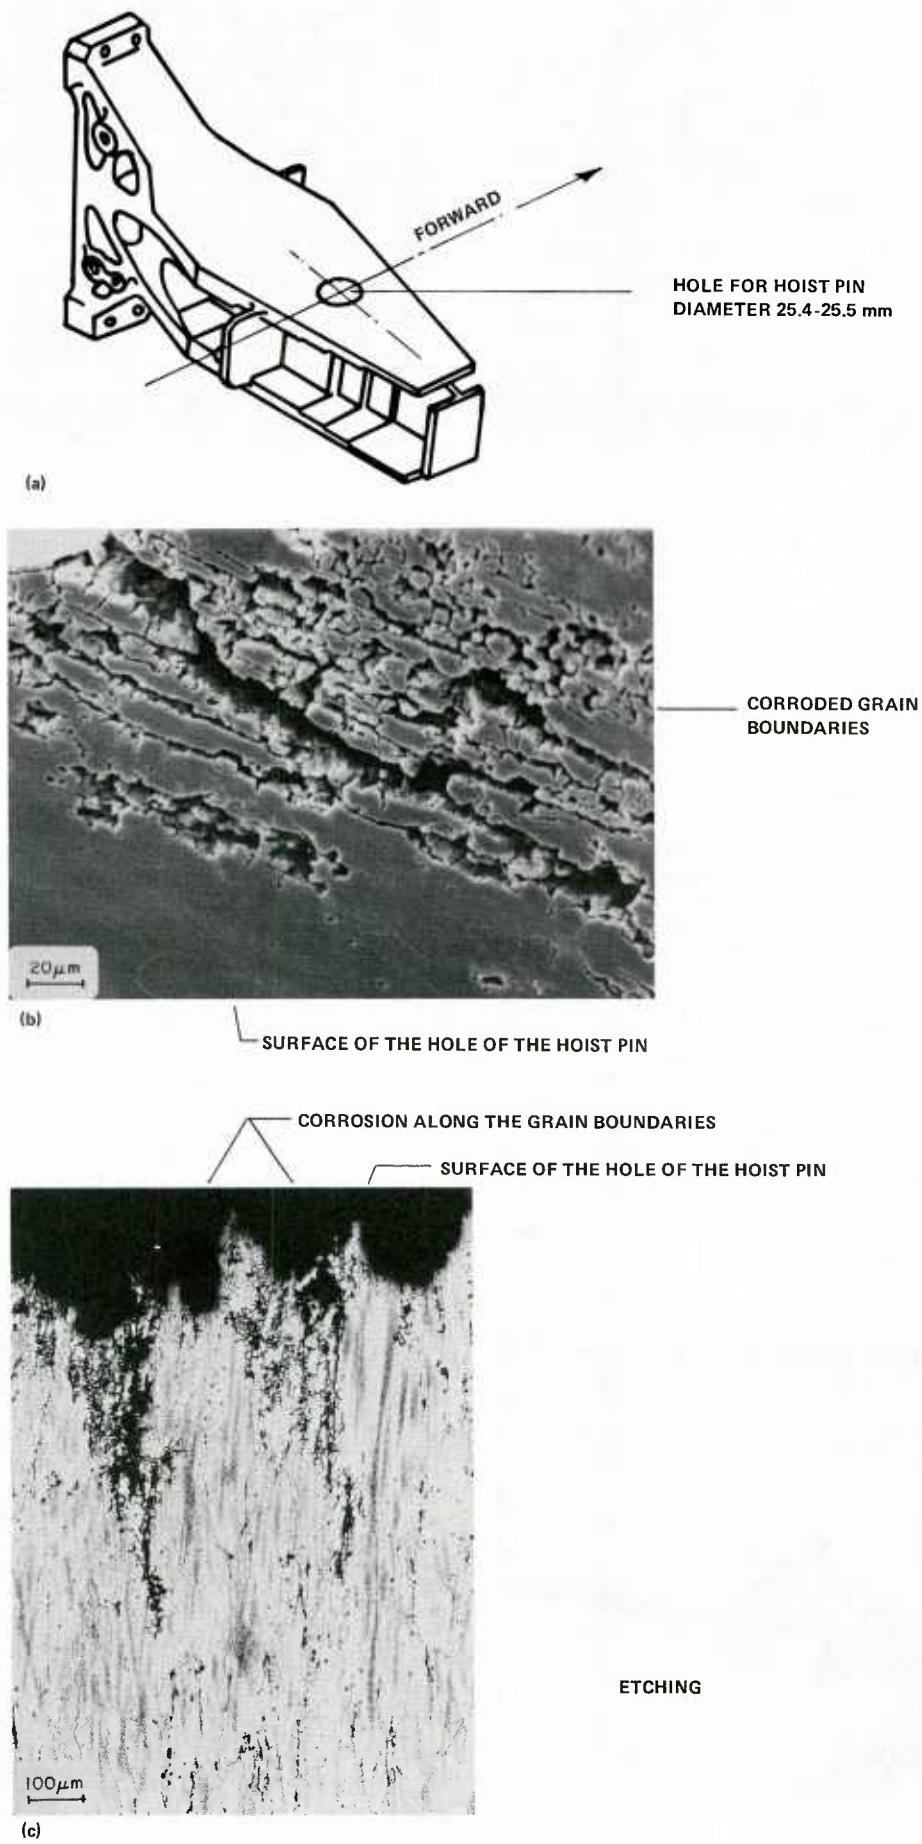 FORWARD
HOLE FOR HOIST PIN
DIAMETER 25.4-25.5 mm
(a)
CORRODED GRAIN
BOUNDARIES
20μm
(b)
SURFACE OF THE HOLE OF THE HOIST PIN
CORROSION ALONG THE GRAIN BOUNDARIES
SURFACE OF THE HOLE OF THE HOIST PIN
ETCHING
100μm
(c)